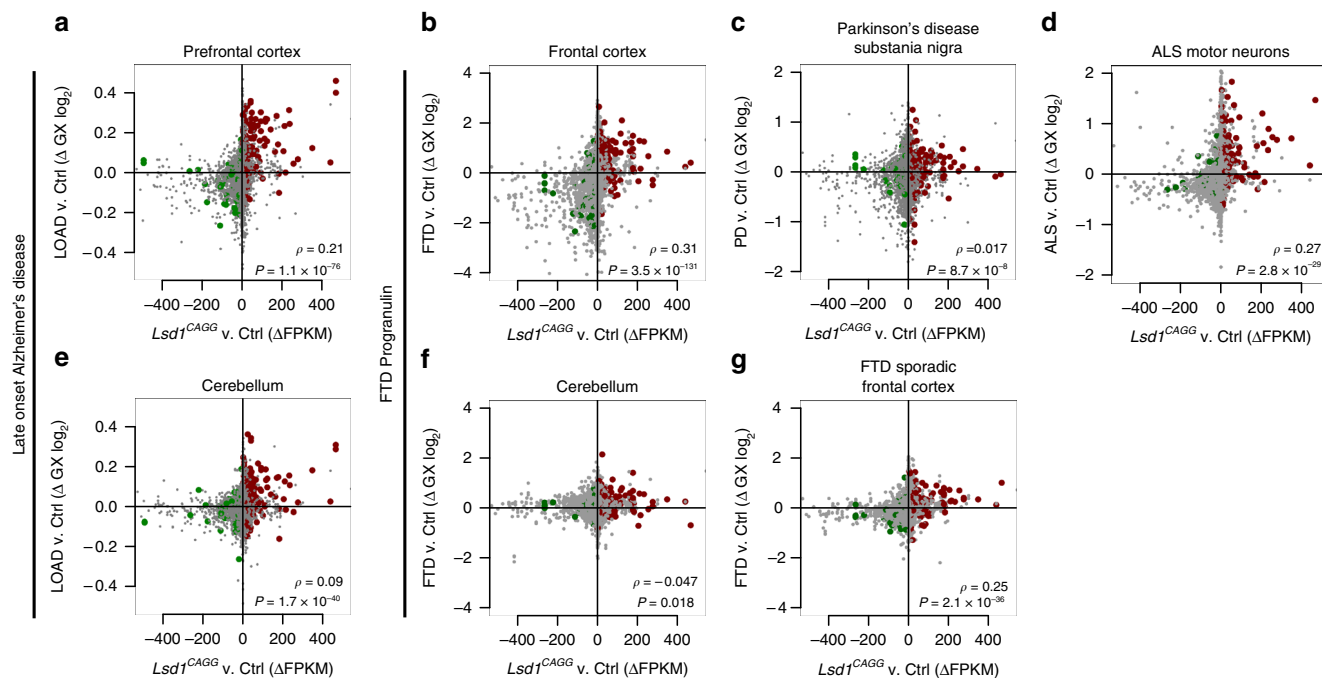 a
Prefrontal cortex
Late onset Alzheimer's disease
LOAD v. Ctrl (Δ GX log2)
0.4
0.2
0.0
−0.2
−0.4
ρ = 0.21
P = 1.1 × 10−76
−400 −200 0 200 400
Lsd1CAGG v. Ctrl (ΔFPKM)
b
Frontal cortex
FTD Progranulin
FTD v. Ctrl (Δ GX log2)
4
2
0
−2
−4
ρ = 0.31
P = 3.5 × 10−131
−400 −200 0 200 400
Lsd1CAGG v. Ctrl (ΔFPKM)
c
Parkinson's disease
substania nigra
PD v. Ctrl (Δ GX log2)
2
1
0
−1
−2
ρ =0.017
P = 8.7 × 10−8
−400 −200 0 200 400
Lsd1CAGG v. Ctrl (ΔFPKM)
d
ALS motor neurons
ALS v. Ctrl (Δ GX log2)
2
1
0
−1
−2
ρ = 0.27
P = 2.8 × 10−29
−400 −200 0 200 400
Lsd1CAGG v. Ctrl (ΔFPKM)
e
Cerebellum
LOAD v. Ctrl (Δ GX log2)
0.4
0.2
0.0
−0.2
−0.4
ρ = 0.09
P = 1.7 × 10−40
−400 −200 0 200 400
Lsd1CAGG v. Ctrl (ΔFPKM)
f
Cerebellum
FTD v. Ctrl (Δ GX log2)
4
2
0
−2
−4
ρ = −0.047
P = 0.018
−400 −200 0 200 400
Lsd1CAGG v. Ctrl (ΔFPKM)
g
FTD sporadic
frontal cortex
FTD v. Ctrl (Δ GX log2)
4
2
0
−2
−4
ρ = 0.25
P = 2.1 × 10−36
−400 −200 0 200 400
Lsd1CAGG v. Ctrl (ΔFPKM)